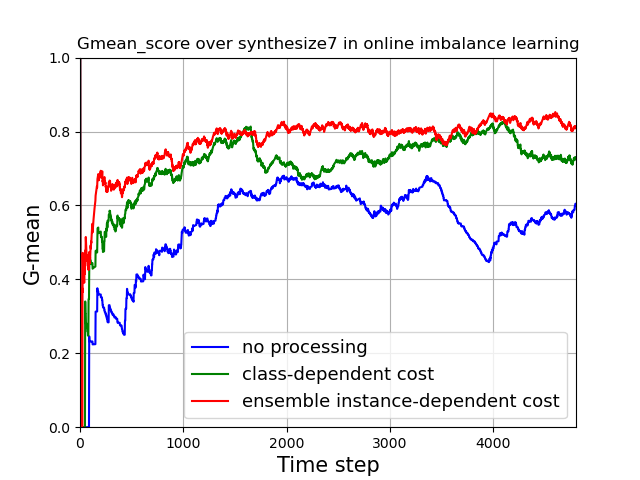 Gmean_score over synthesize7 in online imbalance learning
1.0
0.8
0.6
0.4
0.2
0.0
G-mean
no processing
class-dependent cost
ensemble instance-dependent cost
0 1000 2000 3000 4000
Time step